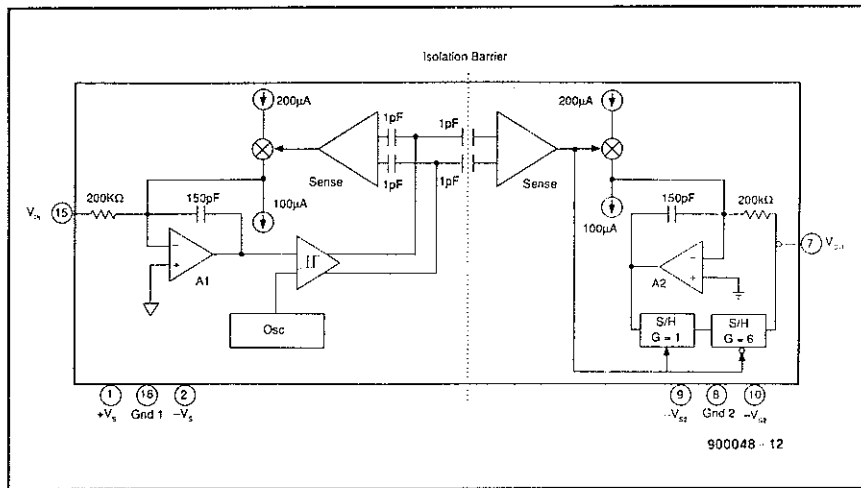 Isolation Barrier
200µA
200µA
1pF
1pF
1pF
1pF
Sense
Sense
200KΩ
150pF
100µA
15
A1
Osc
150pF
200kΩ
100µA
7
A2
S/H
G = 1
S/H
G = 6
1
16
2
+Vs
Gnd 1
−Vs
9
8
10
Gnd 2
900048 - 12